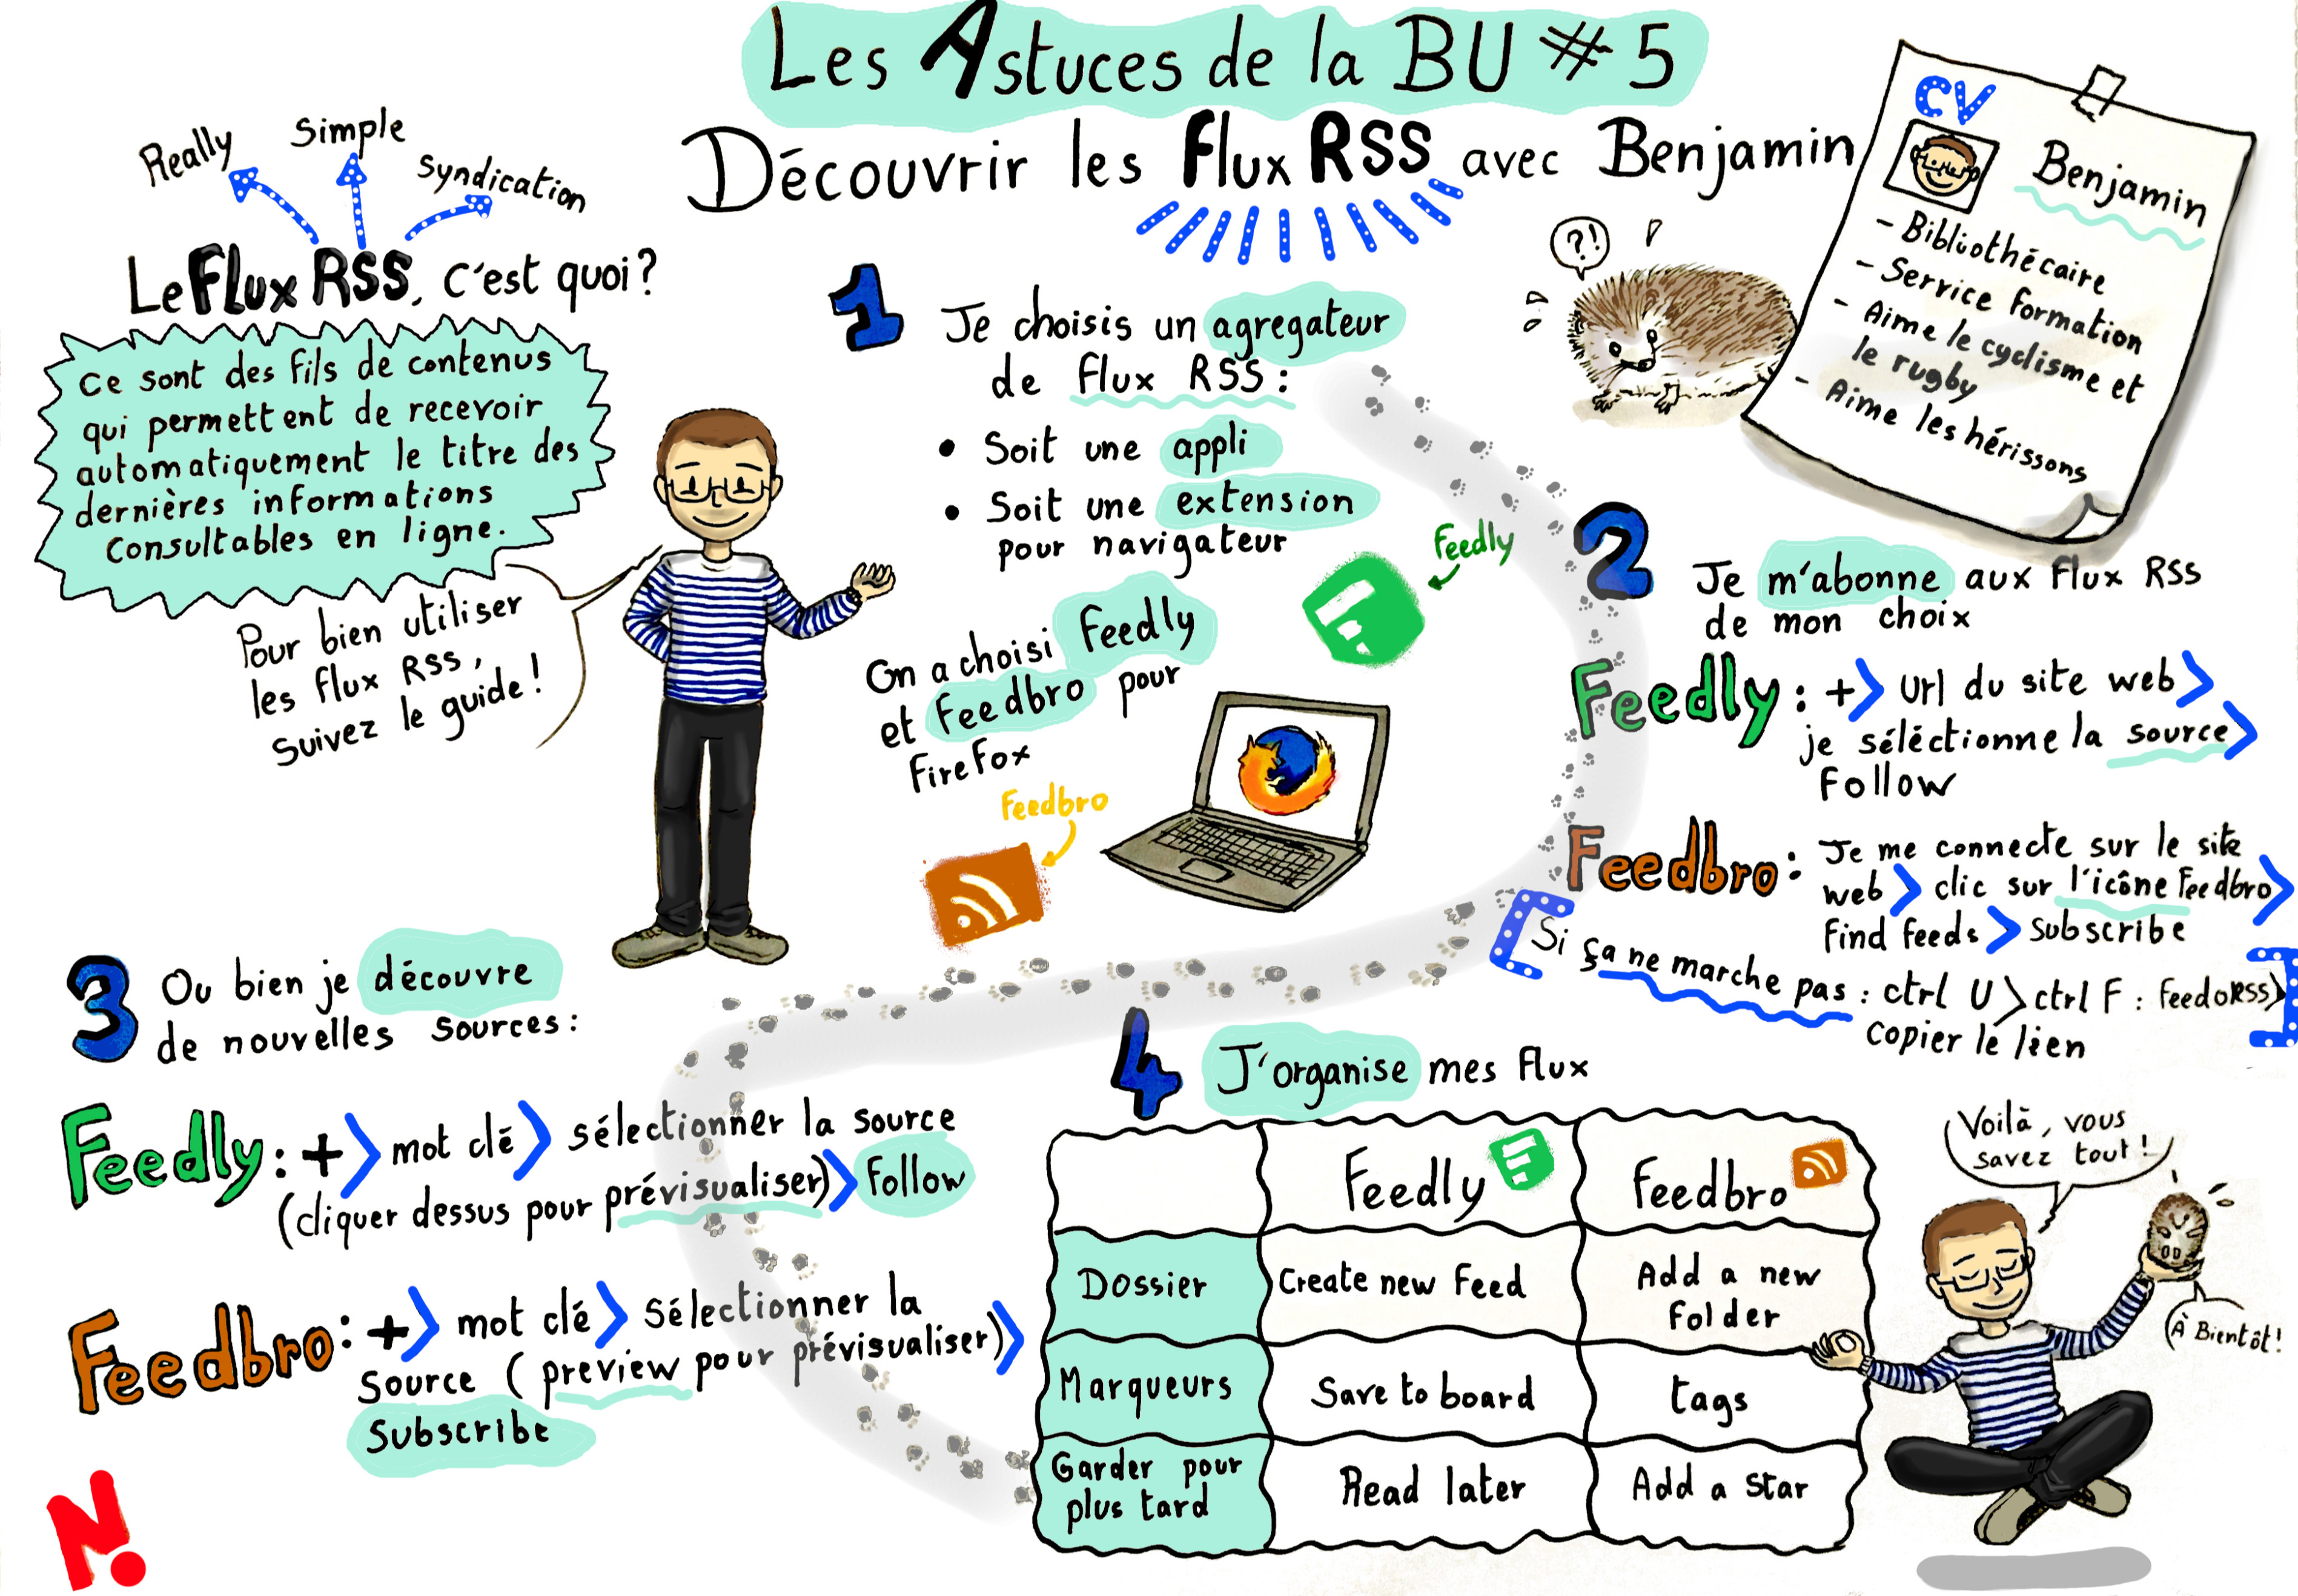 Les Astuces de la BU #5
Découvrir les Flux RSS avec Benjamin
Really
Simple
Syndication
Le Flux RSS, c'est quoi ?
Ce sont des fils de contenus
qui permettent de recevoir
automatiquement le titre des
dernières informations
consultables en ligne.
Pour bien utiliser
les flux RSS,
suivez le guide !
CV
Benjamin
- Bibliothécaire
- Service formation
- Aime le cyclisme et
le rugby
- Aime les hérissons
?!
1
Je choisis un agregateur
de flux RSS :
• Soit une appli
• Soit une extension
pour navigateur
On a choisi Feedly
et Feedbro pour
Firefox
Feedly
Feedbro
2
Je m'abonne aux flux RSS
de mon choix
Feedly : + > Url du site web >
je séléctionne la source >
Follow
Feedbro : Je me connecte sur le site
web > clic sur l'icône Feedbro >
Find feeds > Subscribe
[Si ça ne marche pas : ctrl U > ctrl F : feedoRSS >
copier le lien]
3
Ou bien je découvre
de nouvelles sources :
Feedly : + > mot clé > sélectionner la source
(cliquer dessus pour prévisualiser) > Follow
Feedbro : + > mot clé > Sélectionner la
source (preview pour prévisualiser) >
Subscribe
4
J'organise mes flux
Feedly
Feedbro
Dossier
Create new Feed
Add a new
folder
Marqueurs
Save to board
tags
Garder pour
plus tard
Read later
Add a star
Voilà, vous
savez tout !
À Bientôt !
N.